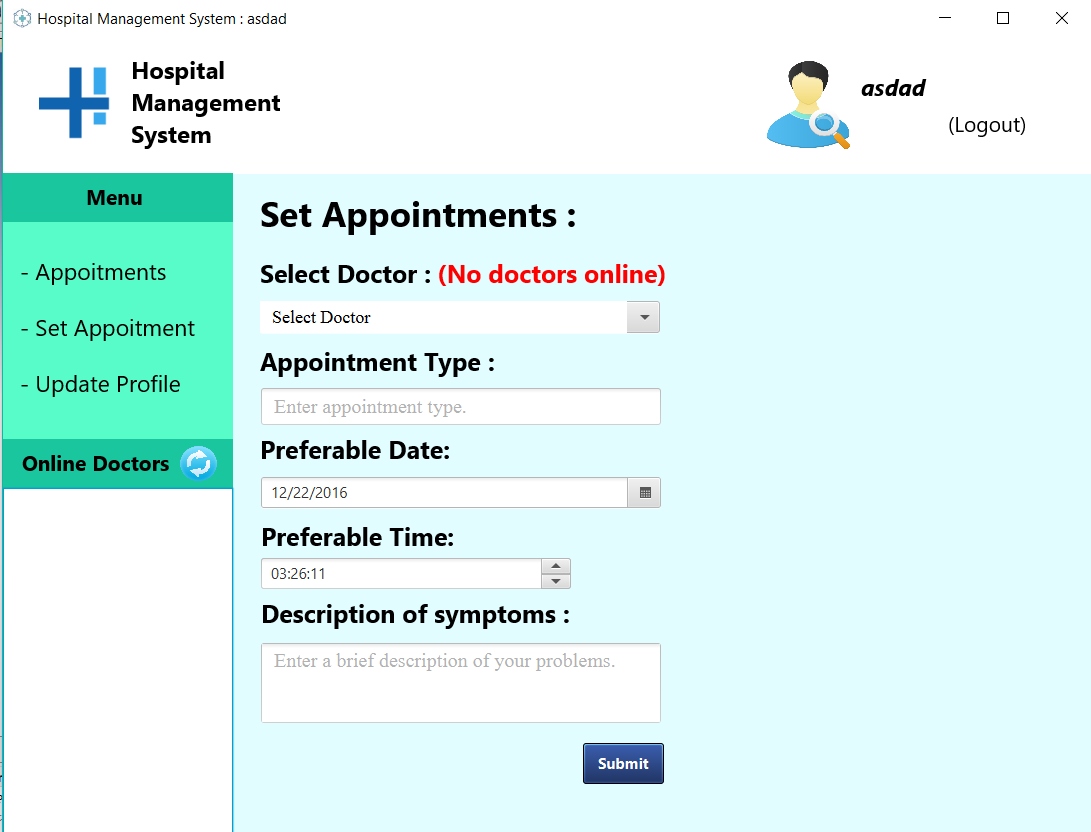 Hospital Management System : asdad
Hospital
Management
System
asdad
(Logout)
Menu
- Appoitments
- Set Appoitment
- Update Profile
Online Doctors
Set Appointments :
Select Doctor : (No doctors online)
Select Doctor
Appointment Type :
Enter appointment type.
Preferable Date:
12/22/2016
Preferable Time:
03:26:11
Description of symptoms :
Enter a brief description of your problems.
Submit